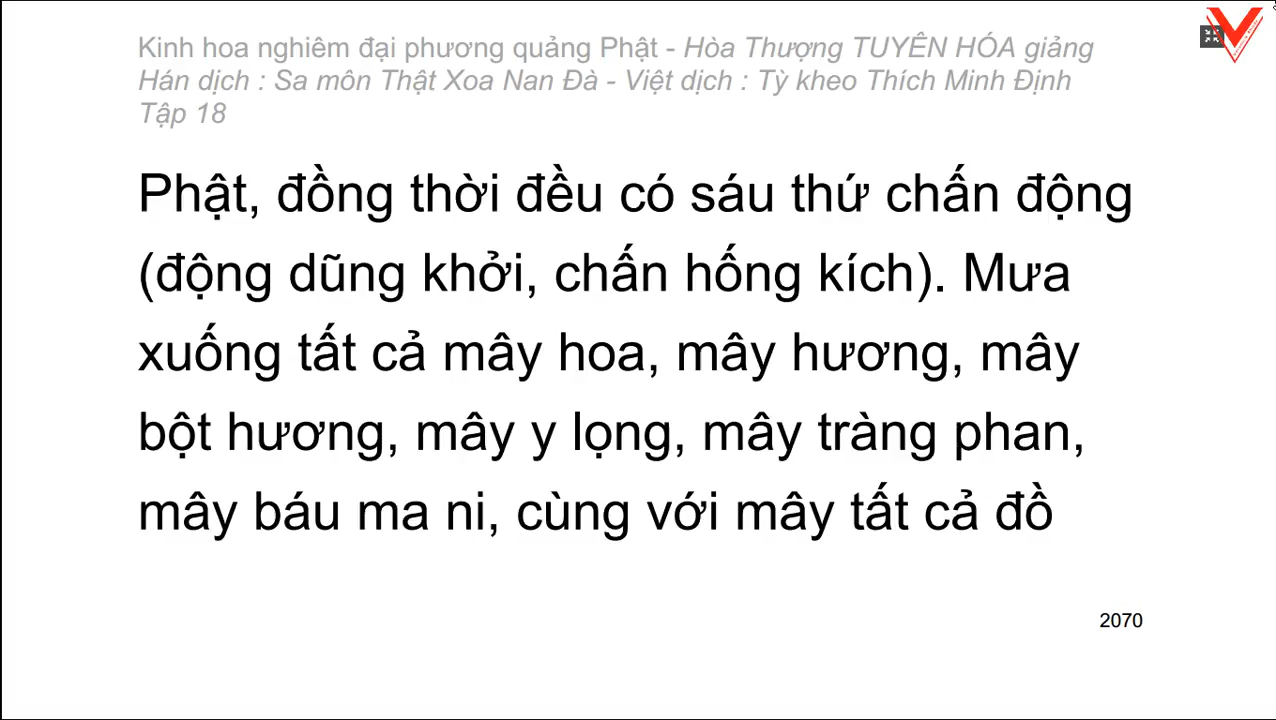 Kinh hoa nghiêm đại phương quảng Phật - Hòa Thượng TUYÊN HÓA giảng
Hán dịch : Sa môn Thật Xoa Nan Đà - Việt dịch : Tỳ kheo Thích Minh Định
Tập 18
Phật, đồng thời đều có sáu thứ chấn động
(động dũng khởi, chấn hống kích). Mưa
xuống tất cả mây hoa, mây hương, mây
bột hương, mây y lọng, mây tràng phan,
mây báu ma ni, cùng với mây tất cả đồ
2070